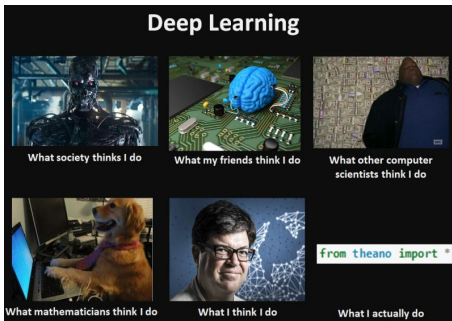 Deep Learning
What society thinks I do
What my friends think I do
What other computer
scientists think I do
What mathematicians think I do
What I think I do
from theano import *
What I actually do